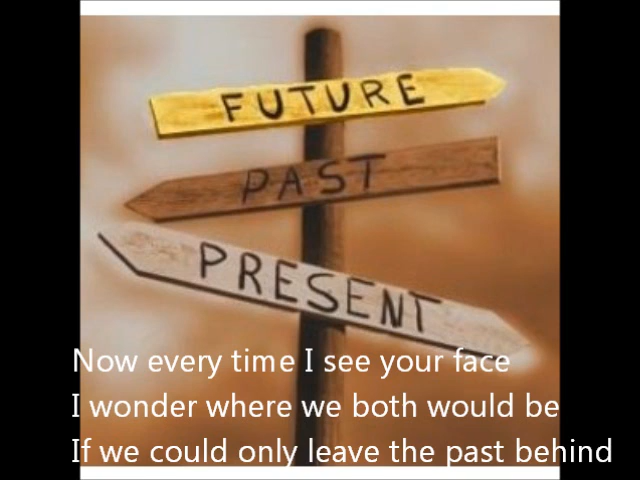 FUTURE
PAST
PRESENT
Now every time I see your face
I wonder where we both would be
If we could only leave the past behind